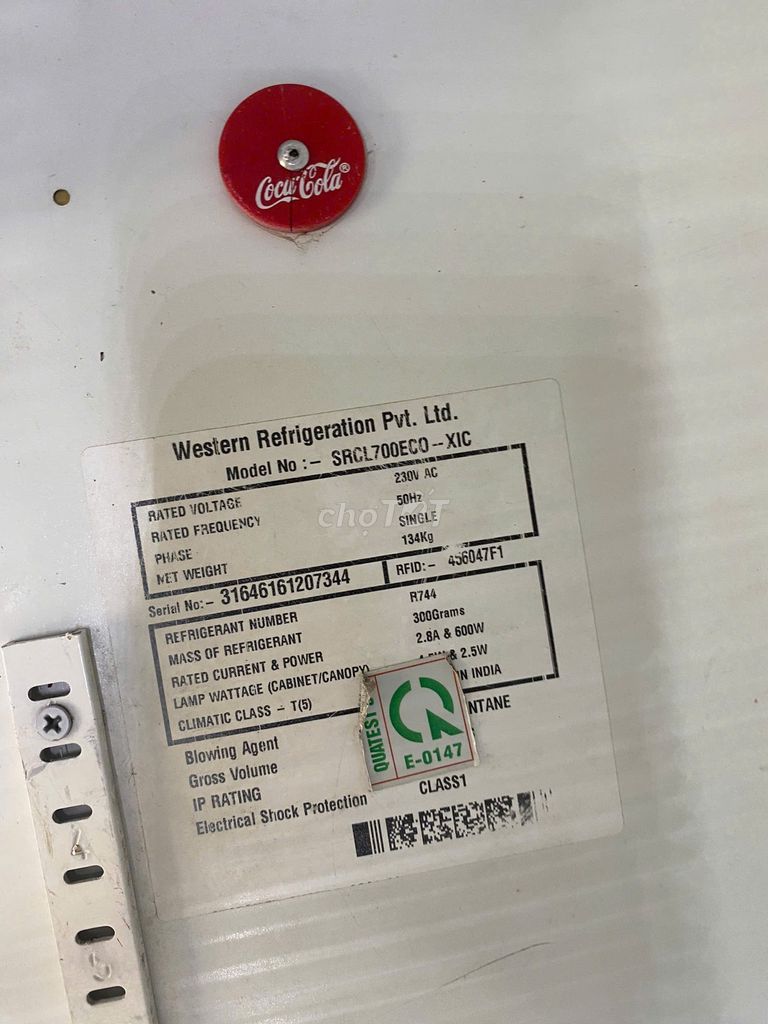 Coca-Cola®
Western Refrigeration Pvt. Ltd.
Model No :- SRCL700ECO--XIC
RATED VOLTAGE 230V AC
RATED FREQUENCY 50Hz
PHASE SINGLE
NET WEIGHT 134Kg
Serial No:- 31646161207344 RFID:- 456047F1
REFRIGERANT NUMBER R744
MASS OF REFRIGERANT 300Grams
RATED CURRENT & POWER 2.8A & 600W
LAMP WATTAGE (CABINET/CANOPY) & 2.5W
CLIMATIC CLASS - T(5) IN INDIA
Blowing Agent NTANE
Gross Volume
IP RATING
Electrical Shock Protection CLASS1
QUATEST
E-0147
chợTỐT
4
5